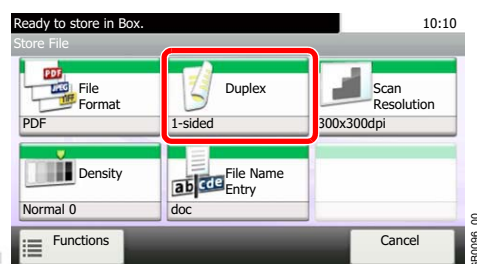 Ready to store in Box. 10:10
Store File
PDF
JPEG
TIFF
File
Format
PDF
Duplex
1-sided
Scan
Resolution
300x300dpi
Density
Normal 0
ab cde
File Name
Entry
doc
Functions
Cancel